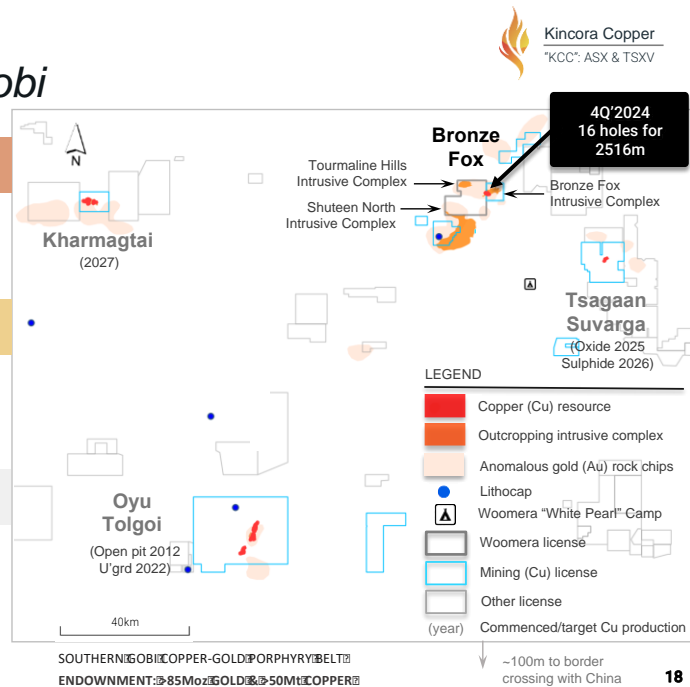 Kincora Copper
"KCC": ASX & TSXV
obi
4Q'2024
16 holes for
2516m
N
Bronze
Fox
Tourmaline Hills
Intrusive Complex
Shuteen North
Intrusive Complex
Bronze Fox
Intrusive Complex
Kharmagtai
(2027)
Tsagaan
Suvarga
(Oxide 2025
Sulphide 2026)
LEGEND
Copper (Cu) resource
Outcropping intrusive complex
Anomalous gold (Au) rock chips
Lithocap
Woomera "White Pearl" Camp
Woomera license
Mining (Cu) license
Other license
(year) Commenced/target Cu production
Oyu
Tolgoi
(Open pit 2012
U'grd 2022)
40km
SOUTHERN GOBI COPPER-GOLD PORPHYRY BELT
ENDOWNMENT: >85Moz GOLD & >50Mt COPPER
~100m to border
crossing with China
18